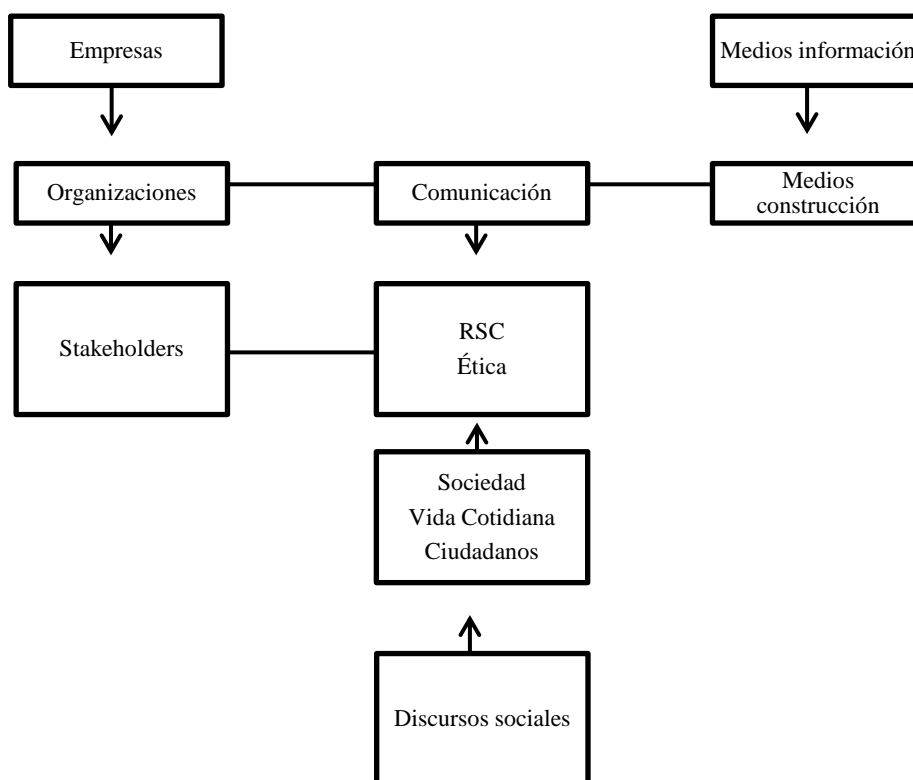 Empresas
Medios información
Organizaciones
Comunicación
Medios
construcción
Stakeholders
RSC
Ética
Sociedad
Vida Cotidiana
Ciudadanos
Discursos sociales